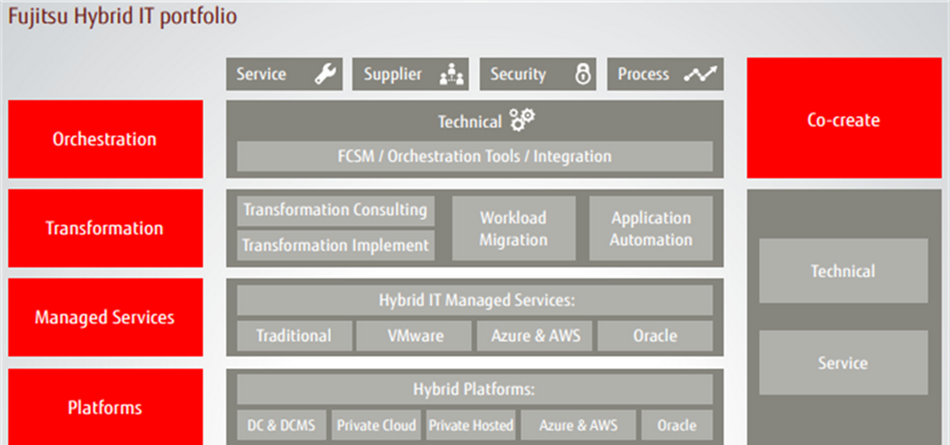 Fujitsu Hybrid IT portfolio
Service
Supplier
Security
Process
Co-create
Orchestration
Technical
FCSM / Orchestration Tools / Integration
Transformation
Transformation Consulting
Transformation Implement
Workload
Migration
Application
Automation
Technical
Service
Managed Services
Hybrid IT Managed Services:
Traditional
VMware
Azure & AWS
Oracle
Platforms
Hybrid Platforms:
DC & DCMS
Private Cloud
Private Hosted
Azure & AWS
Oracle